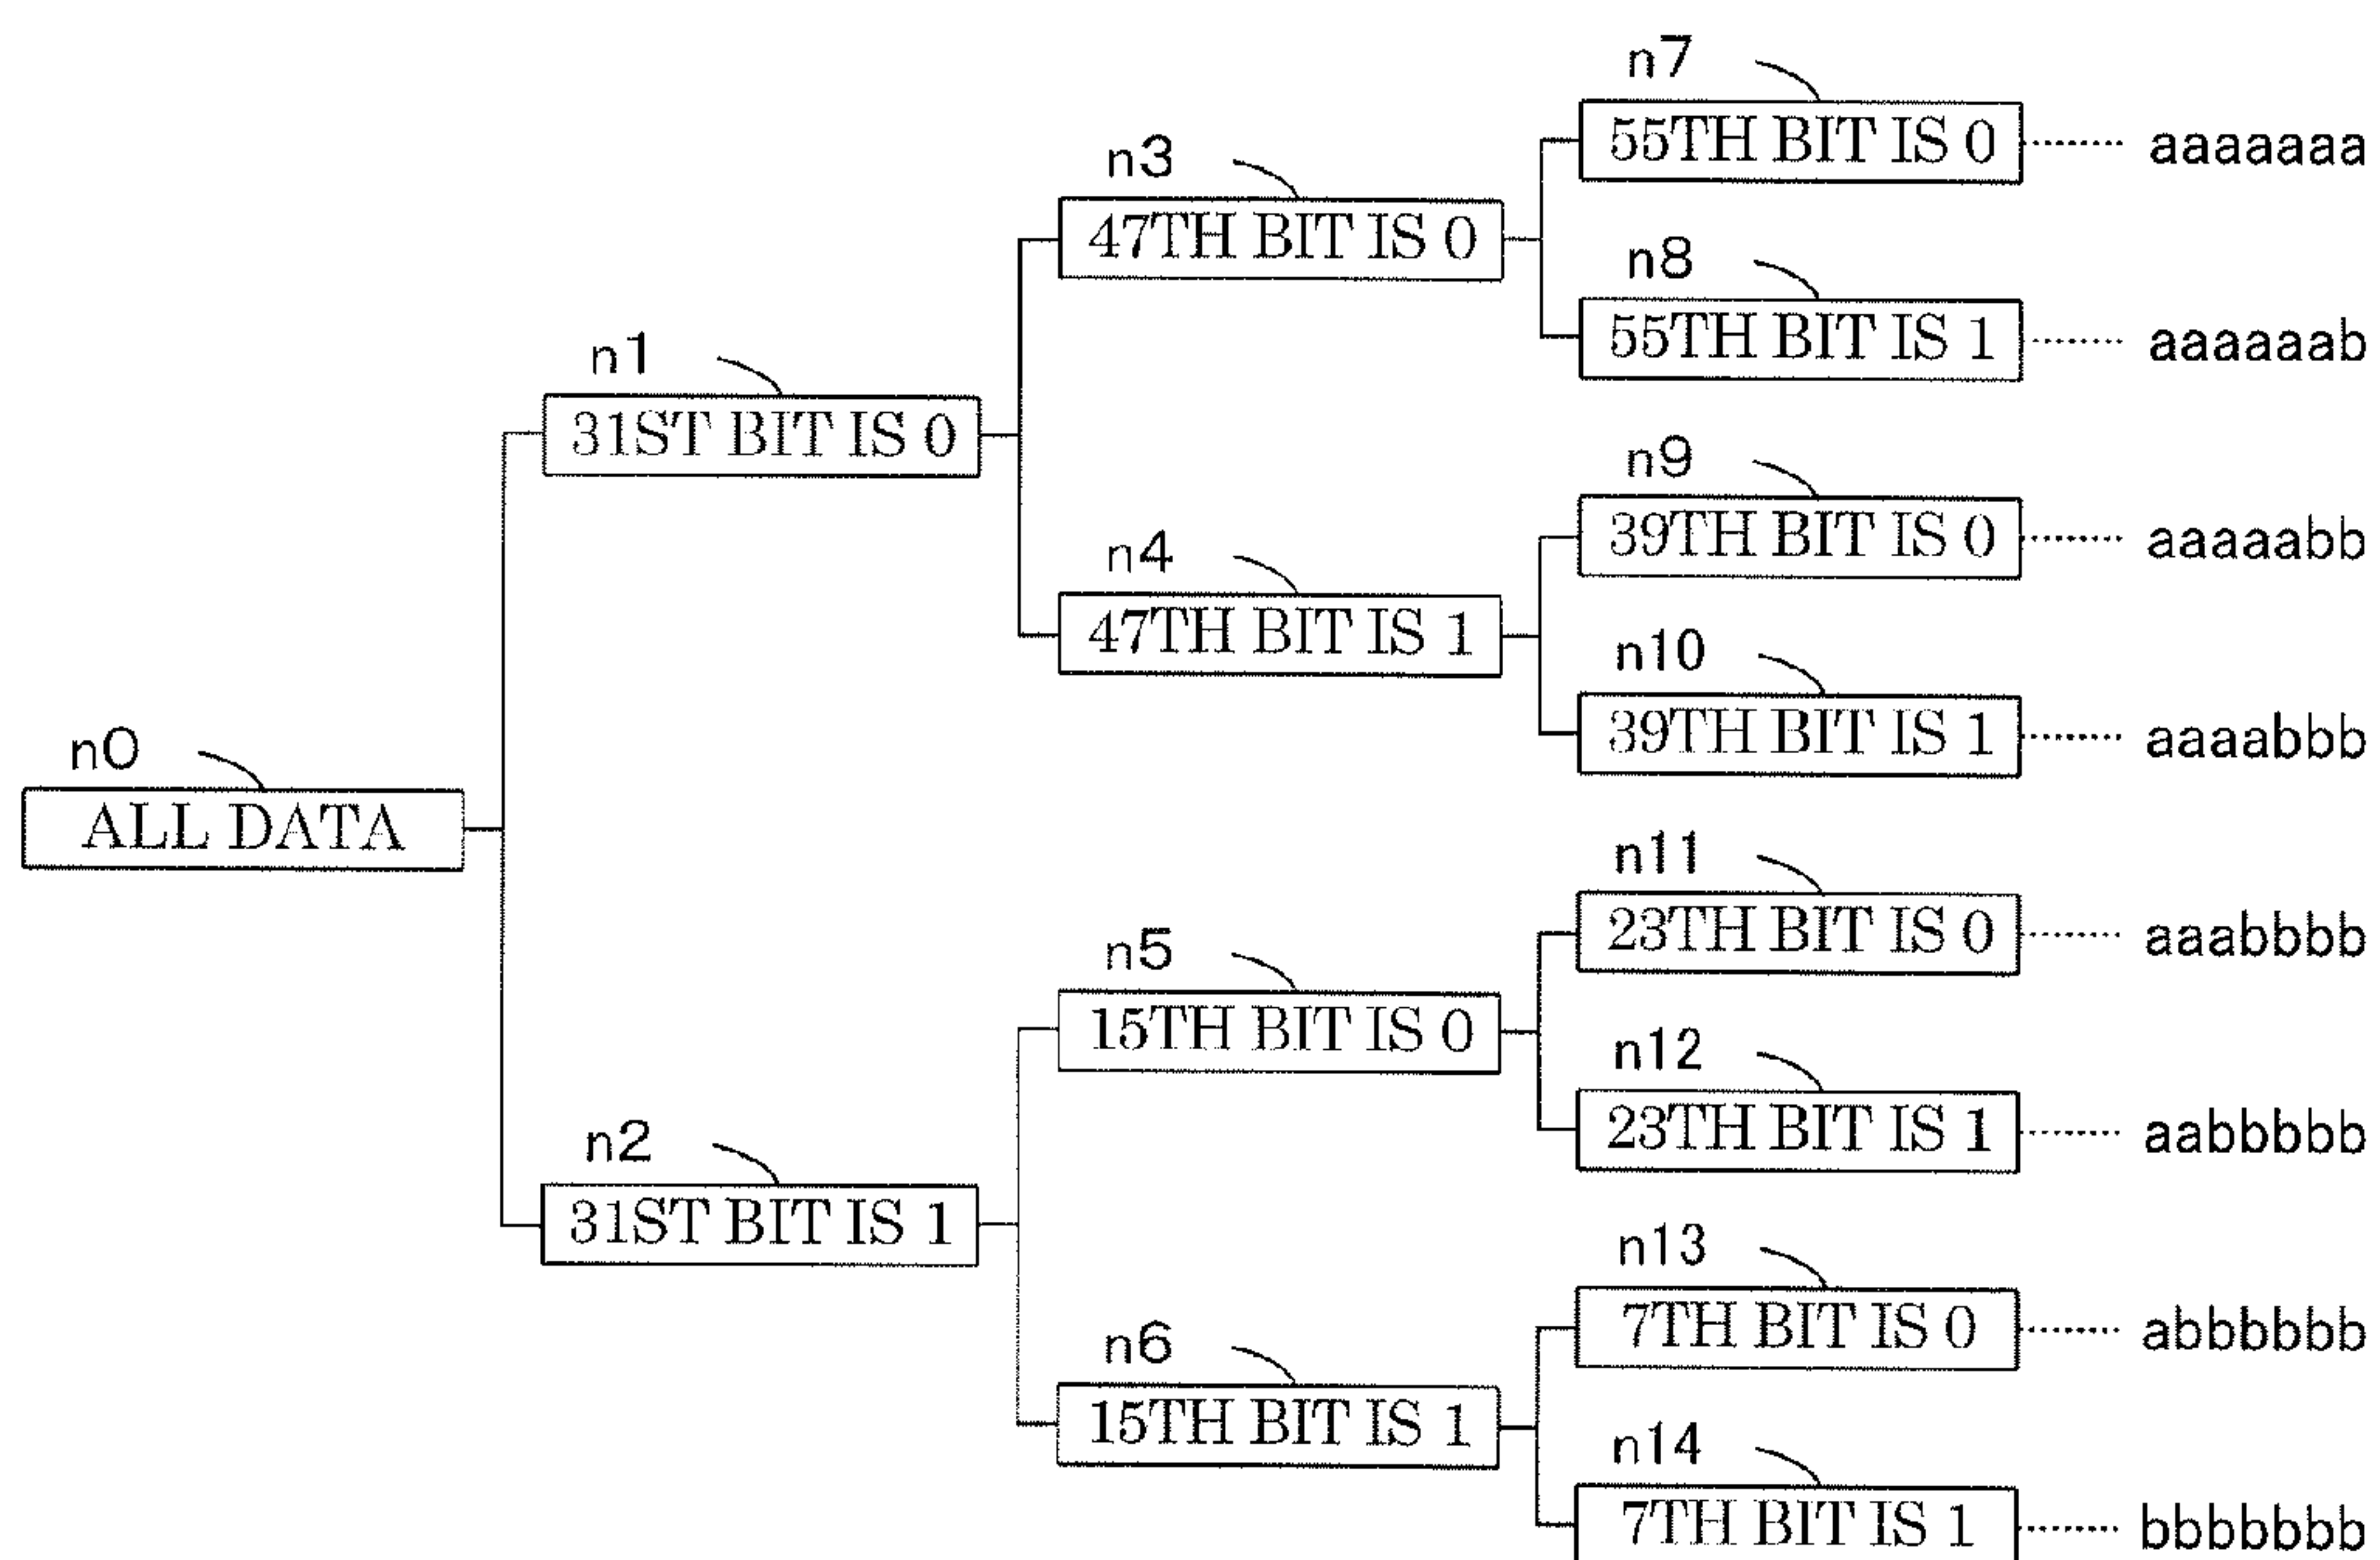 n0
ALL DATA
n1
31ST BIT IS 0
n2
31ST BIT IS 1
n3
47TH BIT IS 0
n4
47TH BIT IS 1
n5
15TH BIT IS 0
n6
15TH BIT IS 1
n7
55TH BIT IS 0 aaaaaaa
n8
55TH BIT IS 1 aaaaaab
n9
39TH BIT IS 0 aaaaabb
n10
39TH BIT IS 1 aaaabbb
n11
23TH BIT IS 0 aaabbbb
n12
23TH BIT IS 1 aabbbbb
n13
7TH BIT IS 0 abbbbbb
n14
7TH BIT IS 1 bbbbbbb